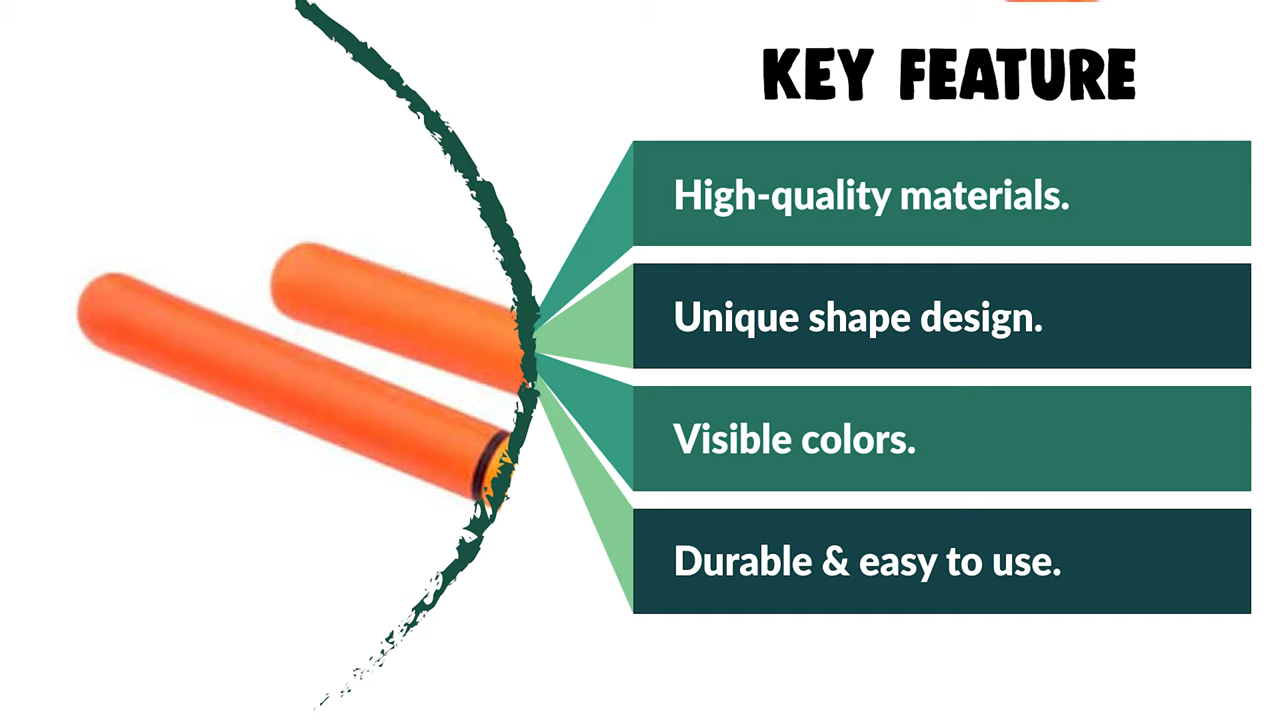 KEY FEATURE
High-quality materials.
Unique shape design.
Visible colors.
Durable & easy to use.